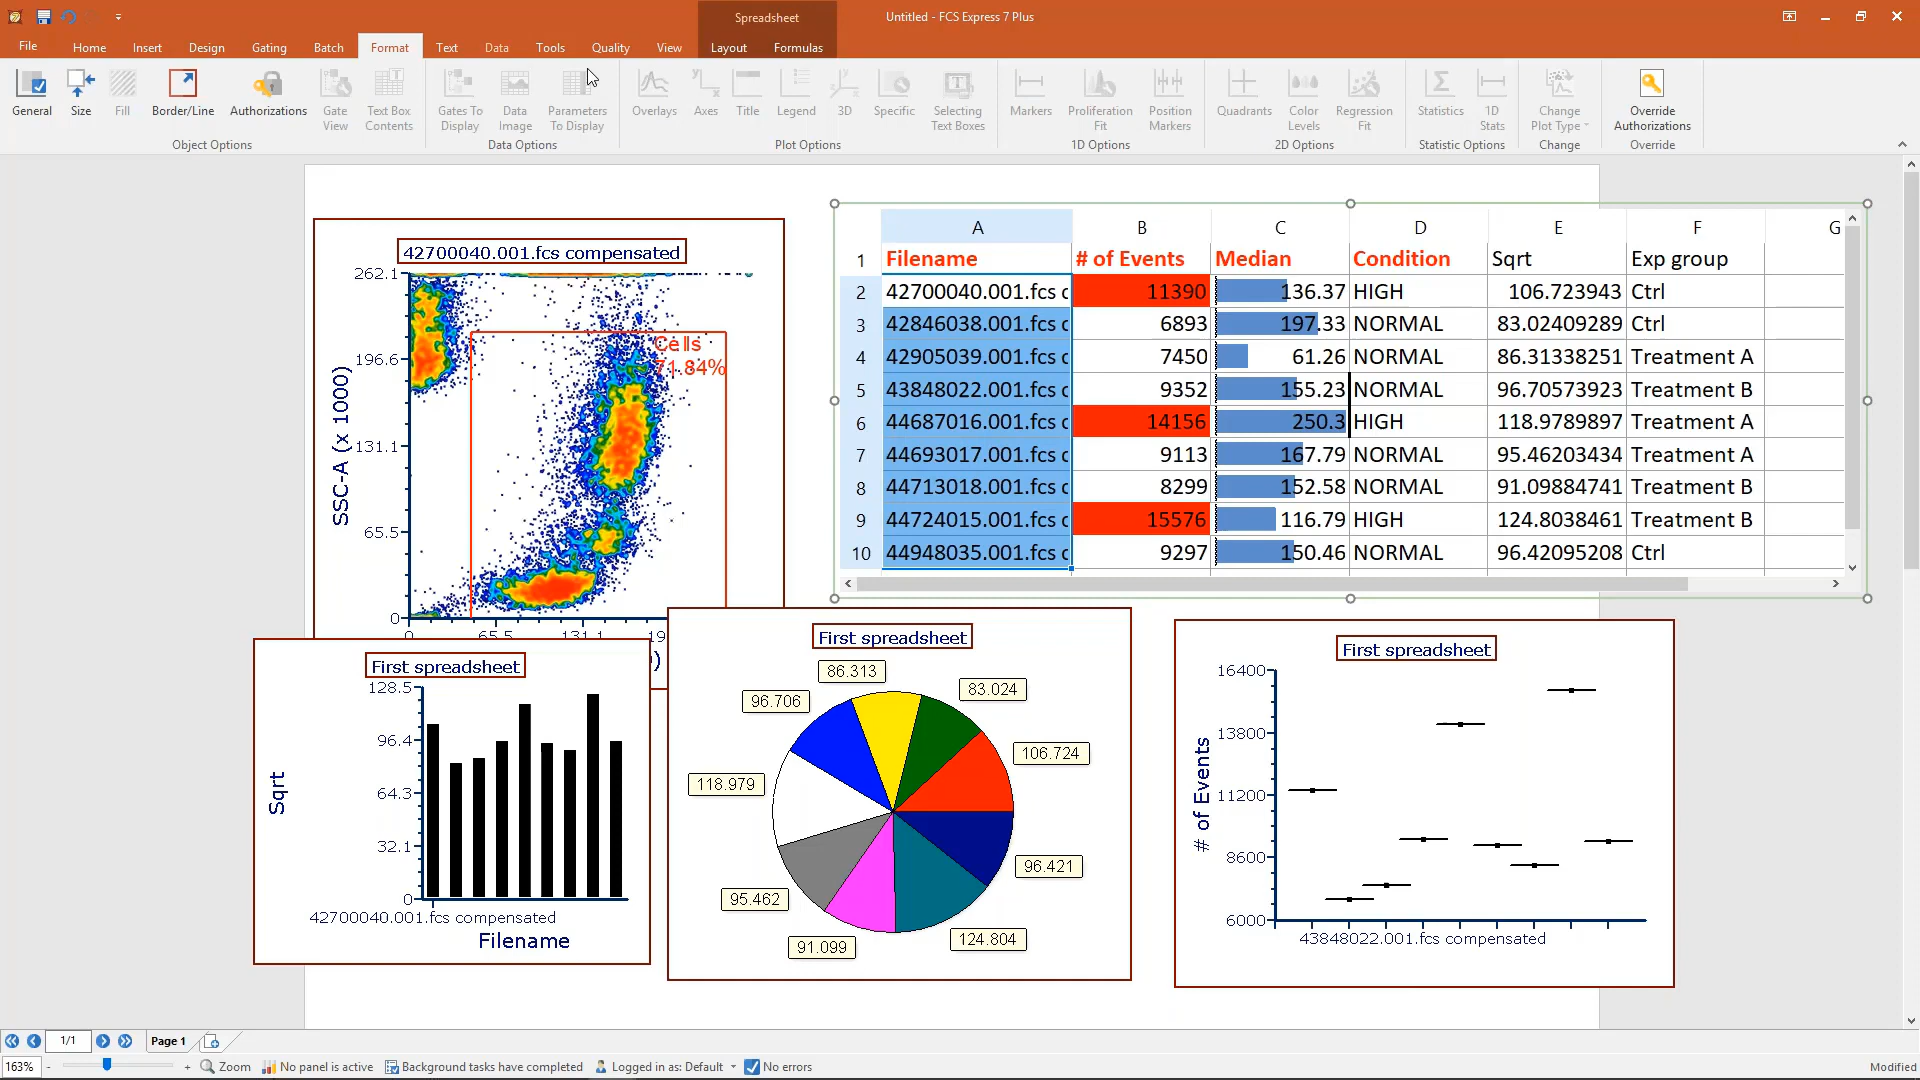 Spreadsheet
Untitled - FCS Express 7 Plus
File Home Insert Design Gating Batch Format Text Data Tools Quality View Layout Formulas
General Size Fill Border/Line Authorizations Gate View Text Box Contents Gates To Display Data Image Parameters To Display Overlays Axes Title Legend 3D Specific Selecting Text Boxes Markers Proliferation Fit Position Markers Quadrants Color Levels Regression Fit Statistics 1D Stats Change Plot Type Override Authorizations
Object Options Data Options Plot Options 1D Options 2D Options Statistic Options Change Override
42700040.001.fcs compensated
262.1
196.6
131.1
65.5
0
SSC-A (x 1000)
Cells
71.84%
0 65.5 131.1 19
)
A B C D E F G
1 Filename # of Events Median Condition Sqrt Exp group
2 42700040.001.fcs c 11390 136.37 HIGH 106.723943 Ctrl
3 42846038.001.fcs c 6893 197.33 NORMAL 83.02409289 Ctrl
4 42905039.001.fcs c 7450 61.26 NORMAL 86.31338251 Treatment A
5 43848022.001.fcs c 9352 155.23 NORMAL 96.70573923 Treatment B
6 44687016.001.fcs c 14156 250.3 HIGH 118.9789897 Treatment A
7 44693017.001.fcs c 9113 167.79 NORMAL 95.46203434 Treatment A
8 44713018.001.fcs c 8299 152.58 NORMAL 91.09884741 Treatment B
9 44724015.001.fcs c 15576 116.79 HIGH 124.8038461 Treatment B
10 44948035.001.fcs c 9297 150.46 NORMAL 96.42095208 Ctrl
First spreadsheet
128.5
96.4
64.3
32.1
0
Sqrt
42700040.001.fcs compensated
Filename
First spreadsheet
86.313
83.024
96.706
106.724
118.979
96.421
95.462
124.804
91.099
First spreadsheet
16400
13800
11200
8600
6000
# of Events
43848022.001.fcs compensated
1/1 Page 1
163% - + Zoom No panel is active Background tasks have completed Logged in as: Default No errors Modified